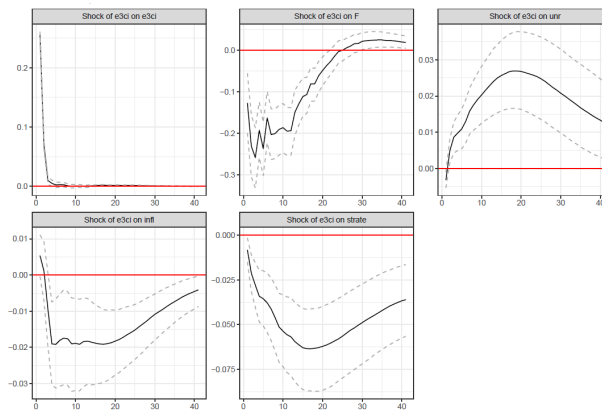 Shock of e3ci on e3ci
Shock of e3ci on F
Shock of e3ci on unr
0.2
0.1
0.0
0 10 20 30 40
0.0
−0.1
−0.2
−0.3
0 10 20 30 40
0.03
0.02
0.01
0.00
0 10 20 30 40
Shock of e3ci on infl
Shock of e3ci on strate
0.01
0.00
−0.01
−0.02
−0.03
0 10 20 30 40
0.000
−0.025
−0.050
−0.075
0 10 20 30 40